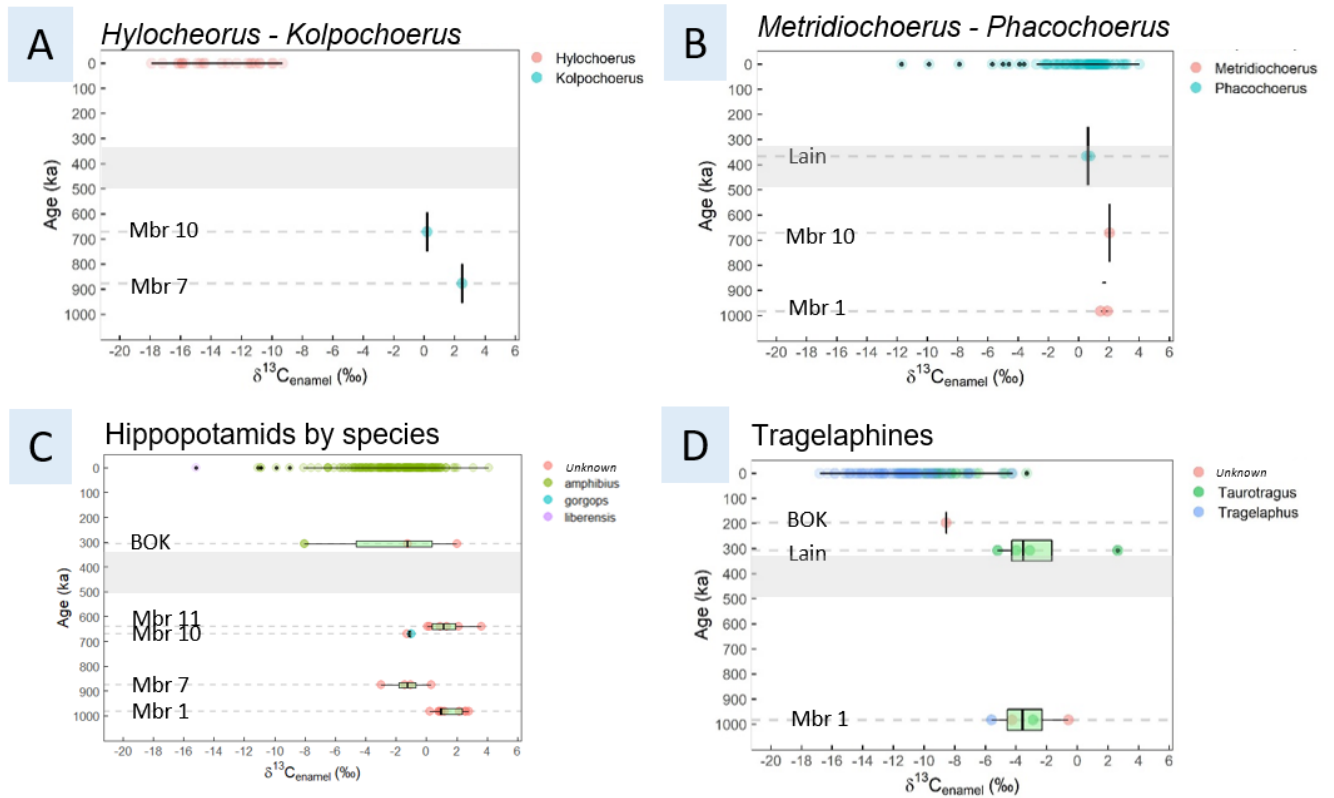 A
Hylocheorus - Kolpochoerus
Hylochoerus
Kolpochoerus
0
100
200
300
400
500
600
700
800
900
1000
Age (ka)
Mbr 10
Mbr 7
-20 -18 -16 -14 -12 -10 -8 -6 -4 -2 0 2 4 6
δ13Cenamel (‰)
B
Metridiochoerus - Phacochoerus
Metridiochoerus
Phacochoerus
0
100
200
300
400
500
600
700
800
900
1000
Age (ka)
Lain
Mbr 10
Mbr 1
-20 -18 -16 -14 -12 -10 -8 -6 -4 -2 0 2 4 6
δ13Cenamel (‰)
C
Hippopotamids by species
Unknown
amphibius
gorgops
liberensis
0
100
200
300
400
500
600
700
800
900
1000
Age (ka)
BOK
Mbr 11
Mbr 10
Mbr 7
Mbr 1
-20 -18 -16 -14 -12 -10 -8 -6 -4 -2 0 2 4 6
δ13Cenamel (‰)
D
Tragelaphines
Unknown
Taurotragus
Tragelaphus
0
100
200
300
400
500
600
700
800
900
1000
Age (ka)
BOK
Lain
Mbr 1
-20 -18 -16 -14 -12 -10 -8 -6 -4 -2 0 2 4 6
δ13Cenamel (‰)